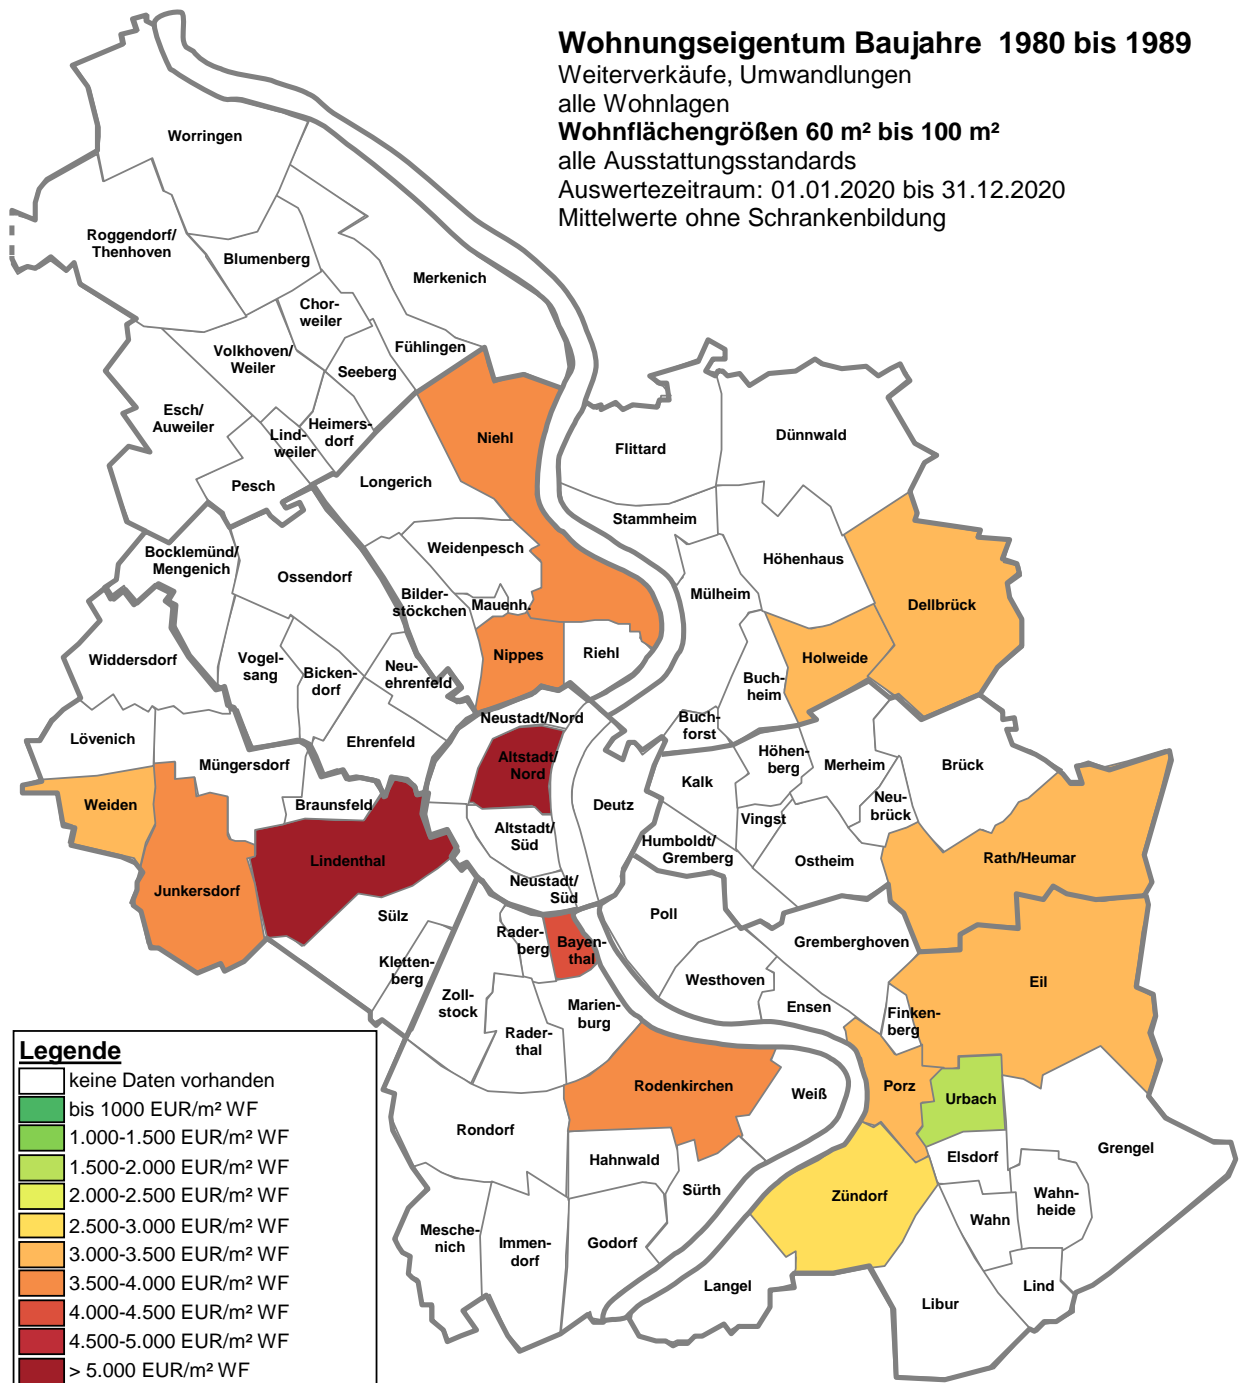 Wohnungseigentum Baujahre 1980 bis 1989
Weiterverkäufe, Umwandlungen
alle Wohnlagen
Wohnflächengrößen 60 m² bis 100 m²
alle Ausstattungsstandards
Auswertezeitraum: 01.01.2020 bis 31.12.2020
Mittelwerte ohne Schrankenbildung
Worringen
Roggendorf/
Thenhoven
Blumenberg
Merkenich
Chor-
weiler
Fühlingen
Volkhoven/
Weiler
Seeberg
Esch/
Auweiler
Heimers-
dorf
Lind-
weiler
Pesch
Niehl
Longerich
Flittard
Dünnwald
Stammheim
Höhenhaus
Weidenpesch
Bocklemünd/
Mengenich
Ossendorf
Bilder-
stöckchen
Mauenh.
Mülheim
Dellbrück
Nippes
Riehl
Holweide
Widdersdorf
Vogel-
sang
Bicken-
dorf
Neu-
ehrenfeld
Buch-
heim
Neustadt/Nord
Buch-
forst
Lövenich
Müngersdorf
Ehrenfeld
Altstadt/
Nord
Höhen-
berg
Merheim
Brück
Kalk
Weiden
Braunsfeld
Deutz
Neu-
brück
Vingst
Altstadt/
Süd
Humboldt/
Gremberg
Ostheim
Rath/Heumar
Junkersdorf
Lindenthal
Neustadt/
Süd
Sülz
Poll
Rader-
berg
Bayen-
thal
Gremberghoven
Kletten-
berg
Westhoven
Eil
Zoll-
stock
Marien-
burg
Ensen
Finken-
berg
Rader-
thal
Rodenkirchen
Weiß
Porz
Urbach
Rondorf
Hahnwald
Elsdorf
Grengel
Sürth
Zündorf
Wahn-
heide
Wahn
Mesche-
nich
Immen-
dorf
Godorf
Langel
Lind
Libur
Legende
keine Daten vorhanden
bis 1000 EUR/m² WF
1.000-1.500 EUR/m² WF
1.500-2.000 EUR/m² WF
2.000-2.500 EUR/m² WF
2.500-3.000 EUR/m² WF
3.000-3.500 EUR/m² WF
3.500-4.000 EUR/m² WF
4.000-4.500 EUR/m² WF
4.500-5.000 EUR/m² WF
> 5.000 EUR/m² WF